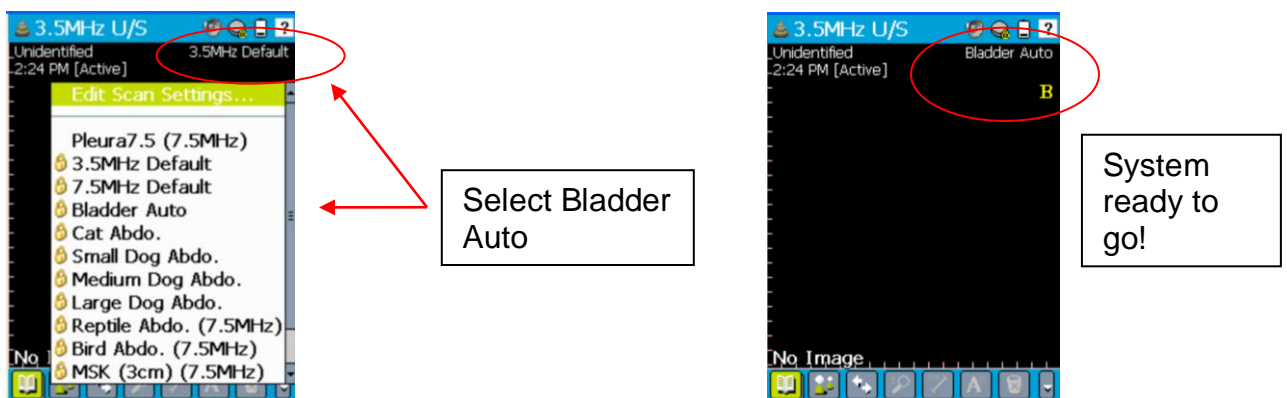 3.5MHz U/S
?
Unidentified
3.5MHz Default
2:24 PM [Active]
Edit Scan Settings...
Pleura7.5 (7.5MHz)
3.5MHz Default
7.5MHz Default
Bladder Auto
Cat Abdo.
Small Dog Abdo.
Medium Dog Abdo.
Large Dog Abdo.
Reptile Abdo. (7.5MHz)
Bird Abdo. (7.5MHz)
MSK (3cm) (7.5MHz)
No
A
Select Bladder
Auto
3.5MHz U/S
?
Unidentified
Bladder Auto
2:24 PM [Active]
B
No Image
A
System
ready to
go!